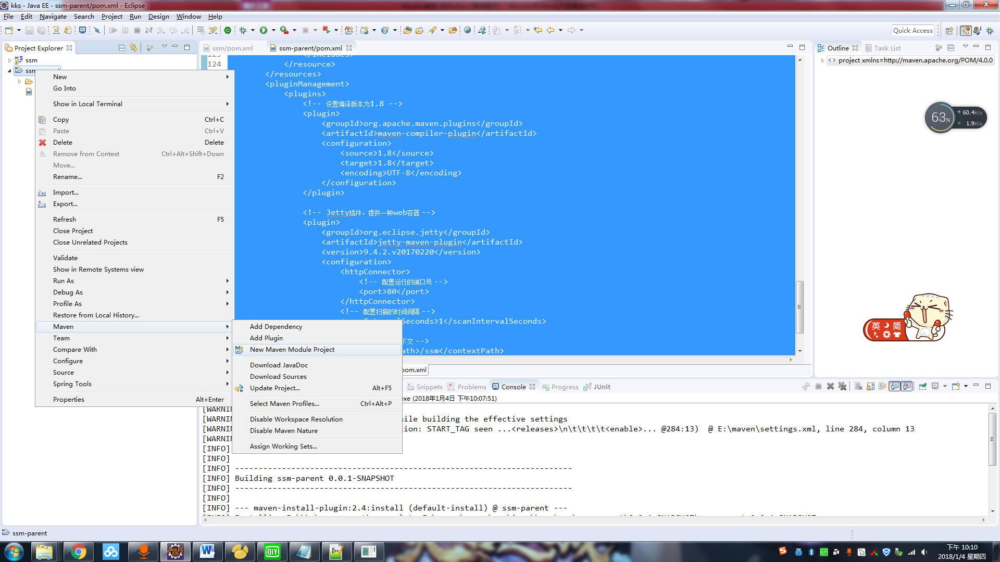 kks - Java EE - ssm-parent/pom.xml - Eclipse
File Edit Navigate Search Project Run Design Window Help
Quick Access
Project Explorer
ssm
New
Go Into
Show in Local Terminal
Copy Ctrl+C
Paste Ctrl+V
Delete Delete
Remove from Context Ctrl+Alt+Shift+Down
Move...
Rename... F2
Import...
Export...
Refresh F5
Close Project
Close Unrelated Projects
Validate
Show in Remote Systems view
Run As
Debug As
Profile As
Restore from Local History...
Maven
Team
Compare With
Configure
Source
Spring Tools
Properties Alt+Enter
Add Dependency
Add Plugin
New Maven Module Project
Download JavaDoc
Download Sources
Update Project... Alt+F5
Select Maven Profiles... Ctrl+Alt+P
Disable Workspace Resolution
Disable Maven Nature
Assign Working Sets...
ssm/pom.xml ssm-parent/pom.xml
124 </resource>
</resources>
<pluginManagement>
<plugins>
<!-- 设置编译版本为1.8 -->
<plugin>
<groupId>org.apache.maven.plugins</groupId>
<artifactId>maven-compiler-plugin</artifactId>
<configuration>
<source>1.8</source>
<target>1.8</target>
<encoding>UTF-8</encoding>
</configuration>
</plugin>
<!-- Jetty插件，提供一种web容器 -->
<plugin>
<groupId>org.eclipse.jetty</groupId>
<artifactId>jetty-maven-plugin</artifactId>
<version>9.4.2.v20170220</version>
<configuration>
<httpConnector>
<!-- 配置运行的端口号 -->
<port>80</port>
</httpConnector>
<!-- 配置扫描的时间间隔 -->
Seconds>1</scanIntervalSeconds>
下文 -->
ath>/ssm</contextPath>
pom.xml
Outline Task List
project xmlns=http://maven.apache.org/POM/4.0.0
63% 60.4K/s
1.9K/s
英 简
Snippets Problems Console Progress JUnit
xe (2018年1月4日 下午10:07:51)
[WARNIN
[WARNIN ile building the effective settings
[WARNIN ion: START_TAG seen ...<releases>\n\t\t\t\t<enable>... @284:13) @ E:\maven\settings.xml, line 284, column 13
[WARNIN
[INFO]
[INFO]
[INFO] ------------------------------------------------------------------------
[INFO] Building ssm-parent 0.0.1-SNAPSHOT
[INFO] ------------------------------------------------------------------------
[INFO]
[INFO] --- maven-install-plugin:2.4:install (default-install) @ ssm-parent ---
ssm-parent
下午 10:10
2018/1/4 星期四